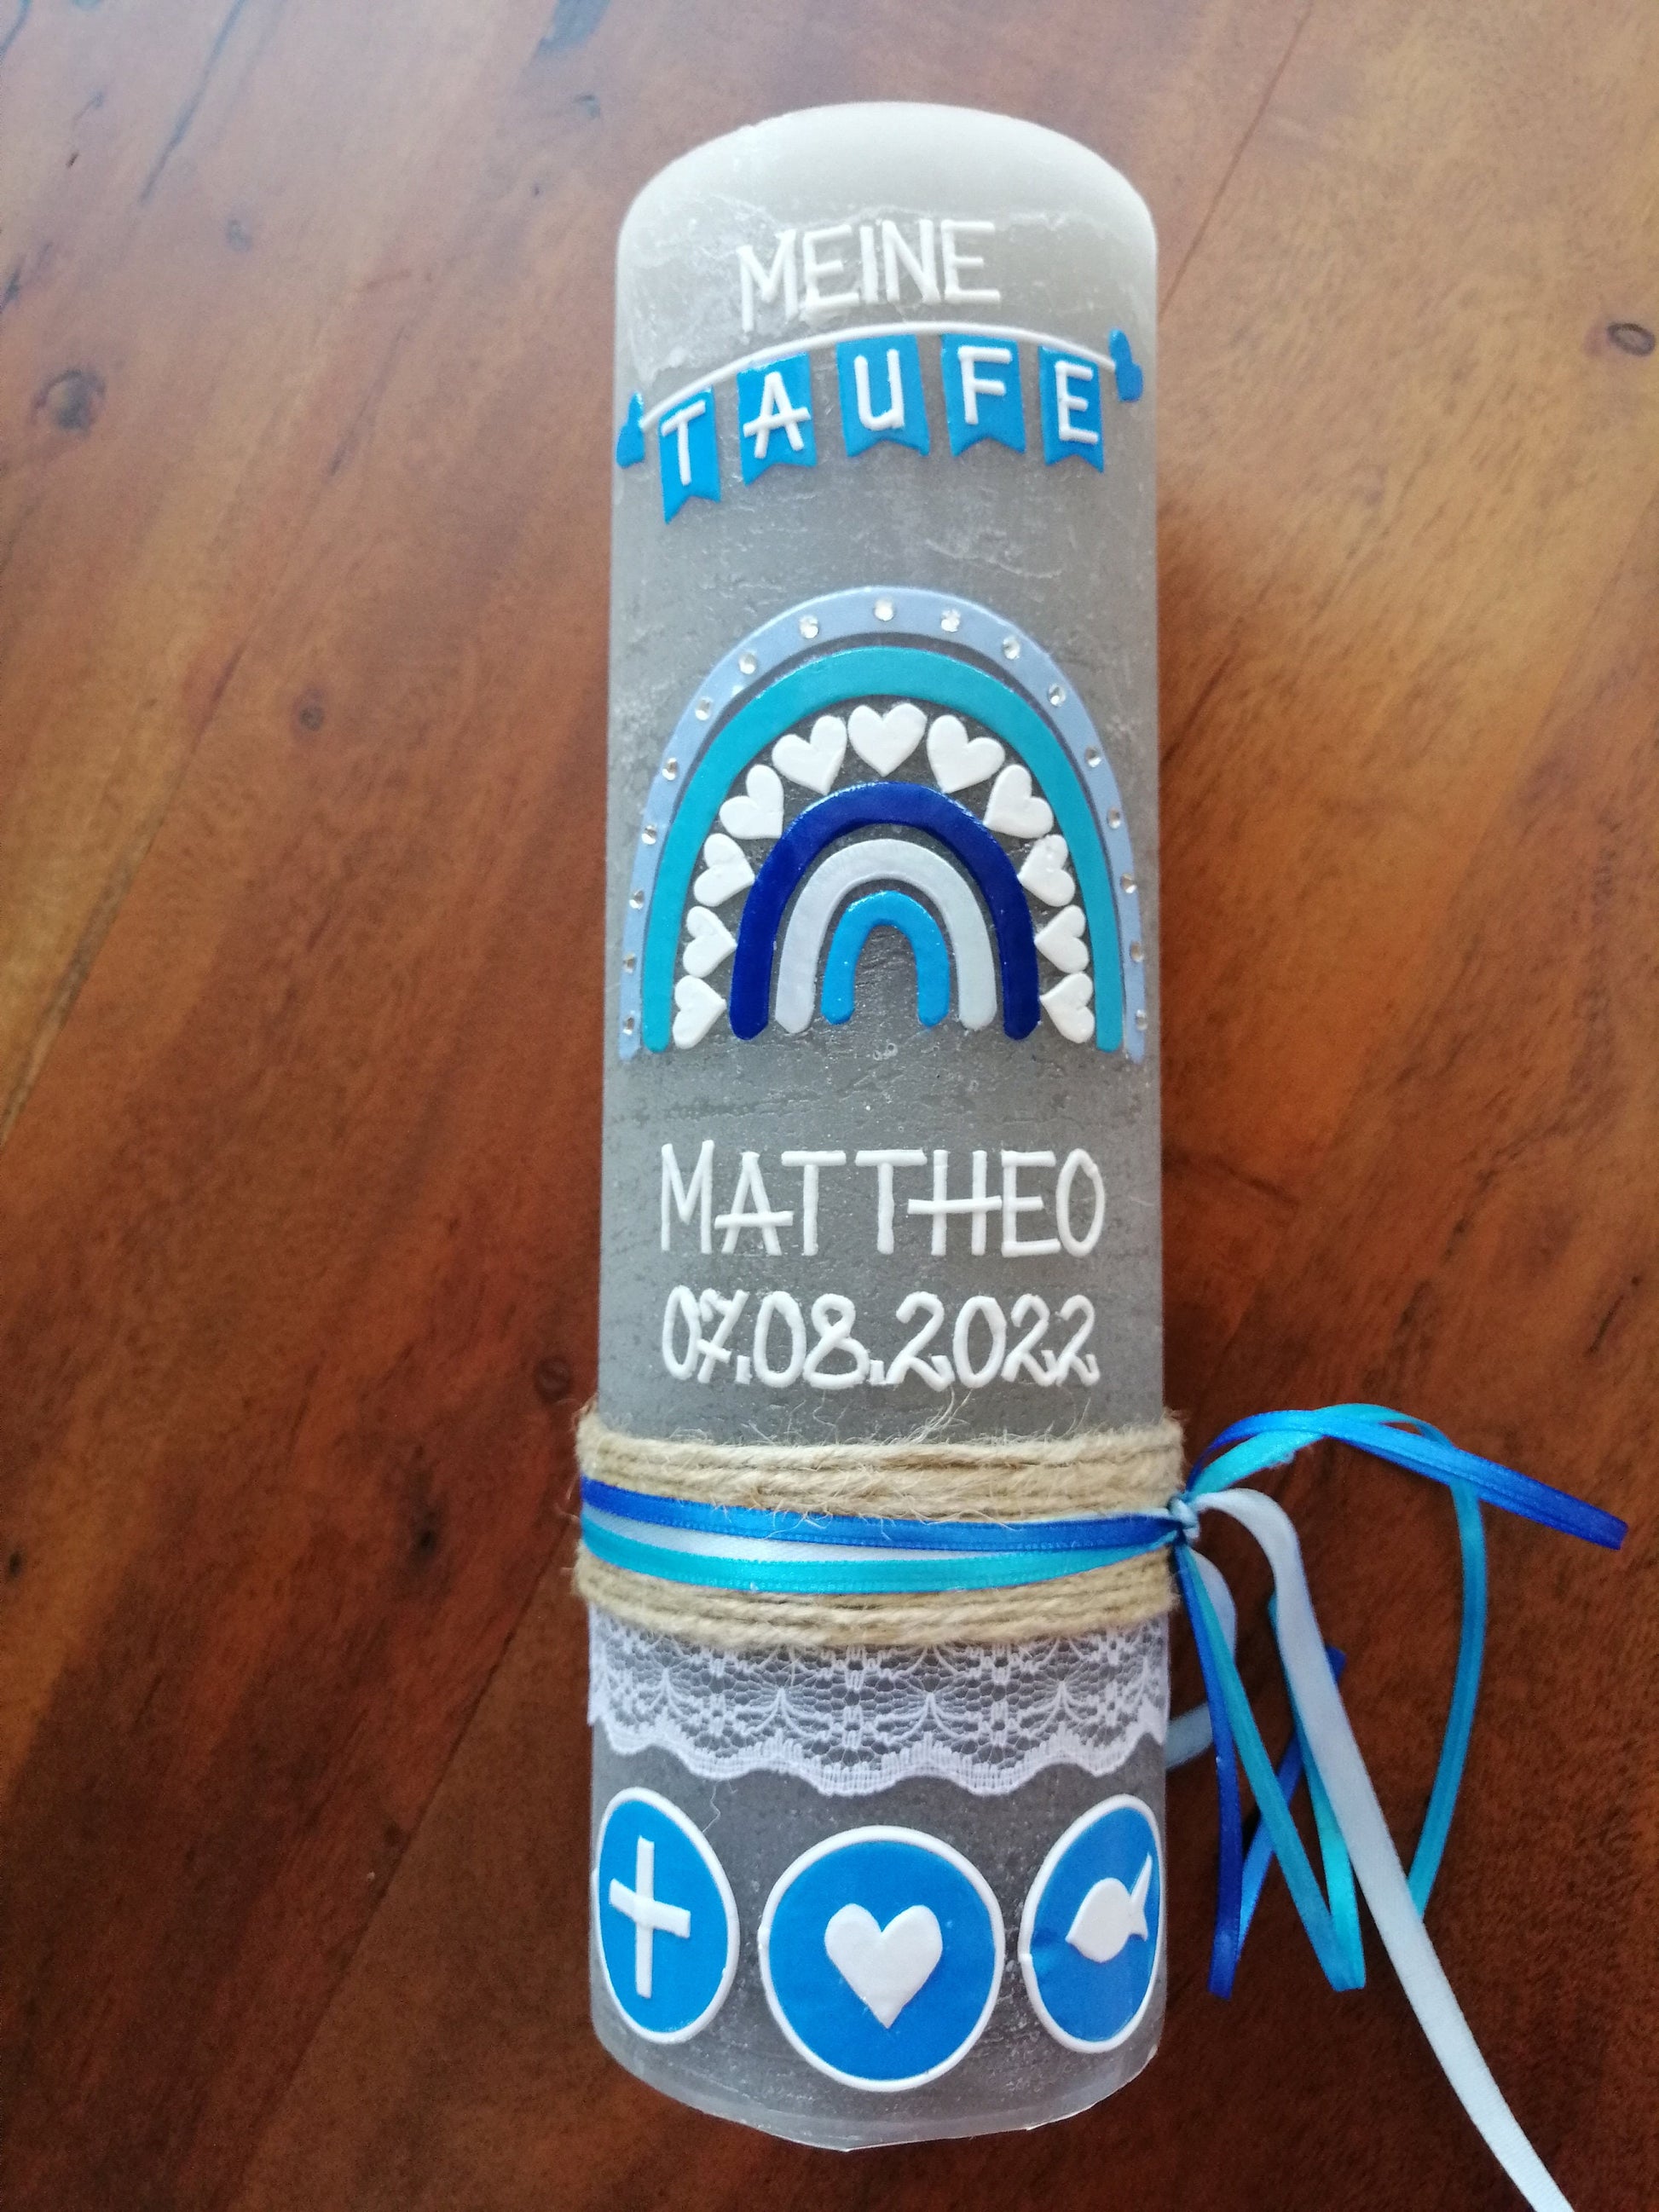 MEINE
TAUFE
MATTHEO
07.08.2022